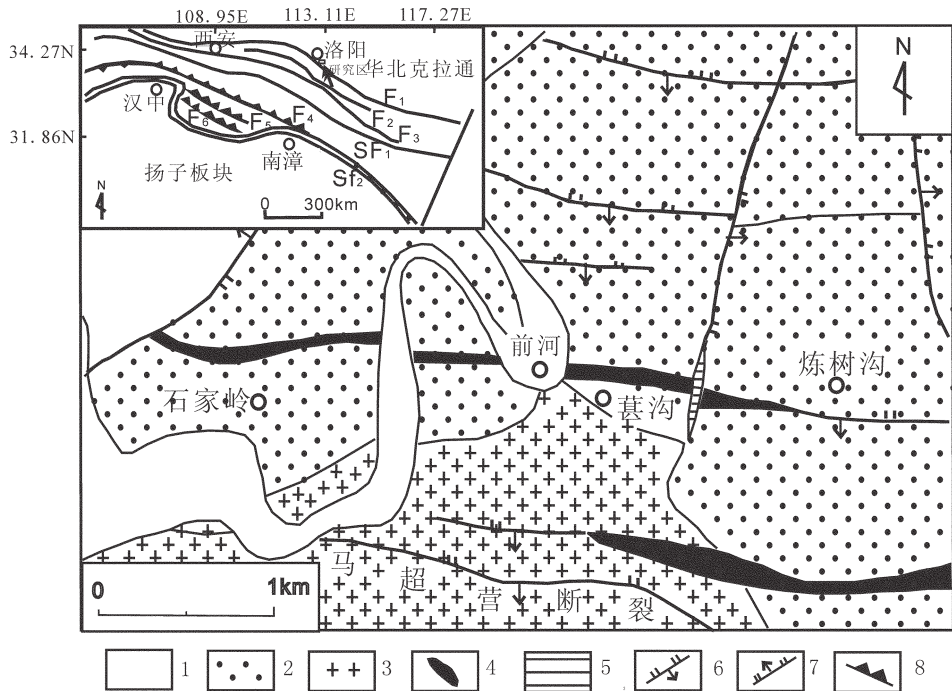 108.95E 113.11E 117.27E
34.27N
31.86N
西安
洛阳
研究区
华北克拉通
汉中
F1
F2
F3
F4
F5
F6
SF1
Sf2
南漳
扬子板块
N
0 300km
N
前河
炼树沟
石家岭
葚沟
马超营断裂
0 1km
1 2 3 4 5 6 7 8